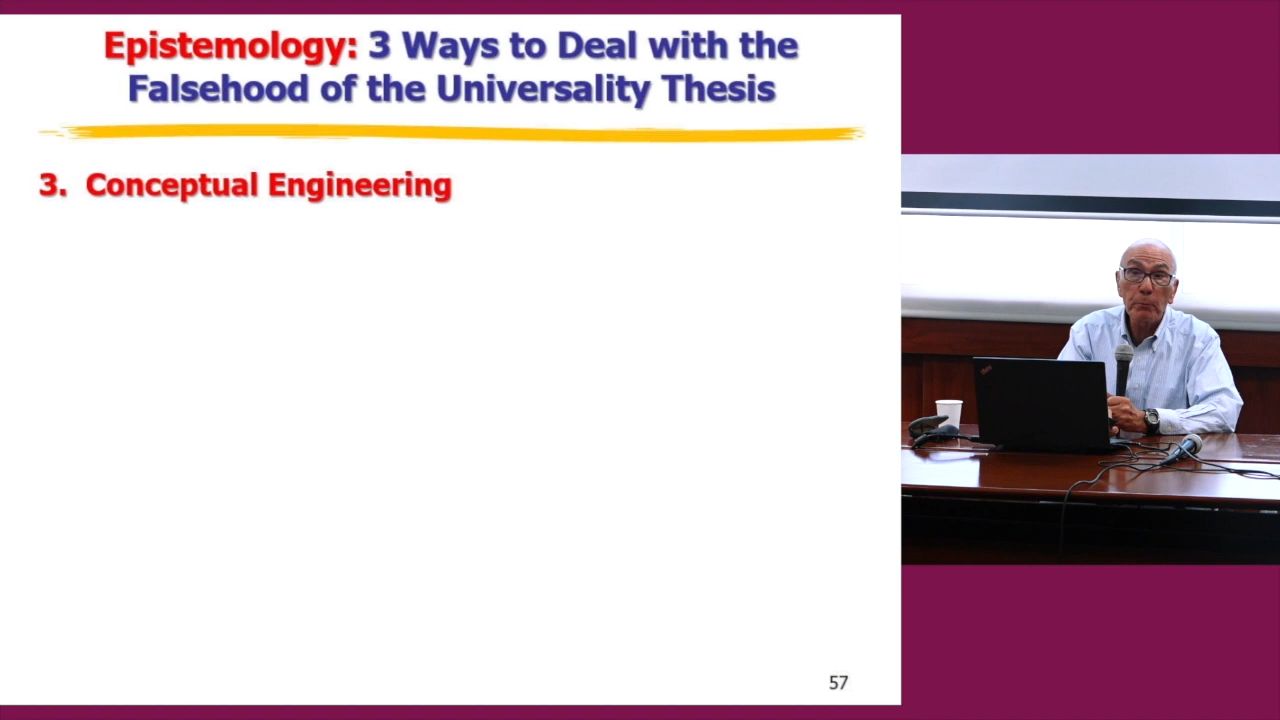 Epistemology: 3 Ways to Deal with the
Falsehood of the Universality Thesis
3. Conceptual Engineering
57